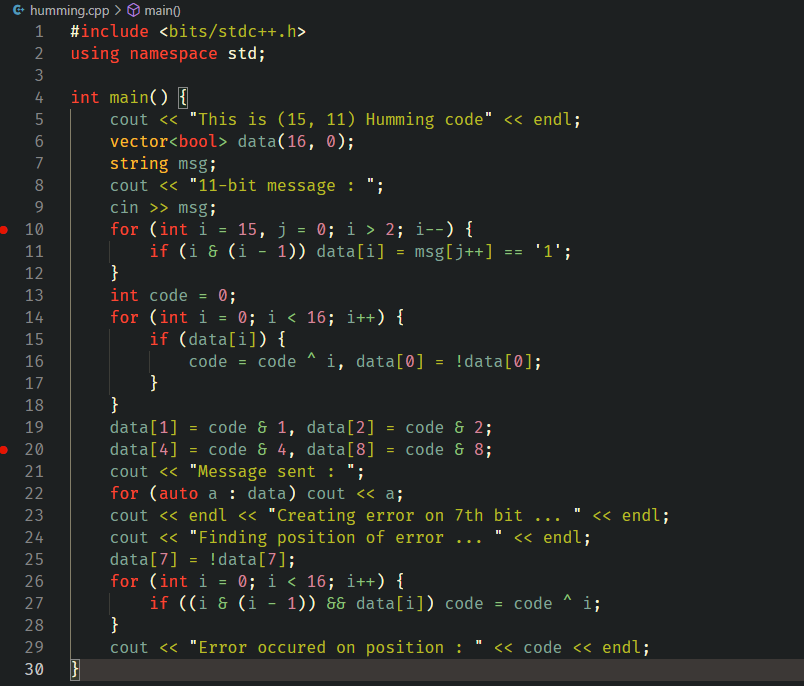 humming.cpp > main()
1 #include <bits/stdc++.h>
2 using namespace std;
3
4 int main() {
5 cout << "This is (15, 11) Humming code" << endl;
6 vector<bool> data(16, 0);
7 string msg;
8 cout << "11-bit message : ";
9 cin >> msg;
10 for (int i = 15, j = 0; i > 2; i--) {
11 if (i & (i - 1)) data[i] = msg[j++] == '1';
12 }
13 int code = 0;
14 for (int i = 0; i < 16; i++) {
15 if (data[i]) {
16 code = code ^ i, data[0] = !data[0];
17 }
18 }
19 data[1] = code & 1, data[2] = code & 2;
20 data[4] = code & 4, data[8] = code & 8;
21 cout << "Message sent : ";
22 for (auto a : data) cout << a;
23 cout << endl << "Creating error on 7th bit ... " << endl;
24 cout << "Finding position of error ... " << endl;
25 data[7] = !data[7];
26 for (int i = 0; i < 16; i++) {
27 if ((i & (i - 1)) && data[i]) code = code ^ i;
28 }
29 cout << "Error occured on position : " << code << endl;
30 }